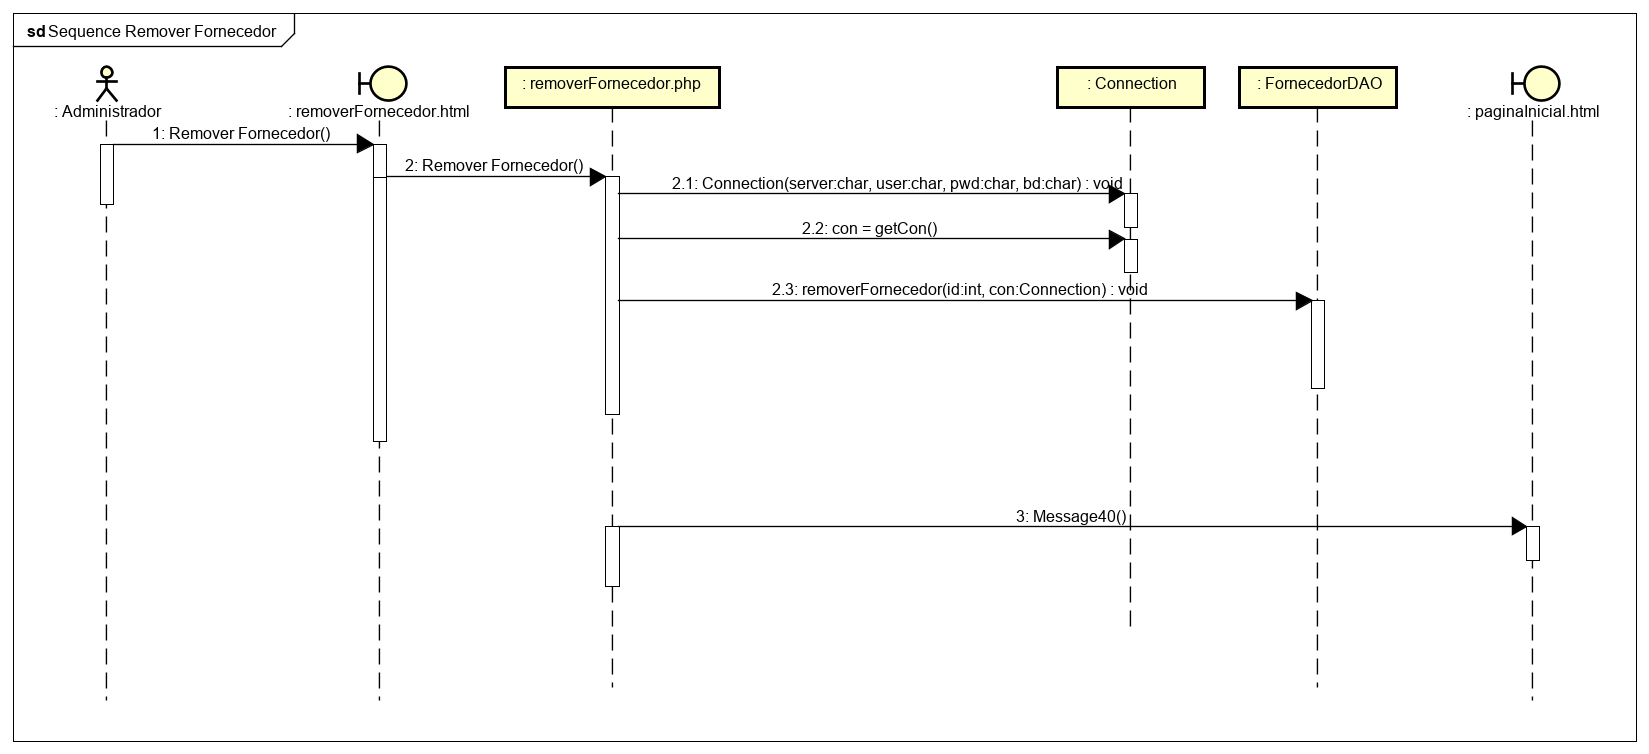 sd Sequence Remover Fornecedor
: Administrador
: removerFornecedor.html
: removerFornecedor.php
: Connection
: FornecedorDAO
: paginaInicial.html
1: Remover Fornecedor()
2: Remover Fornecedor()
2.1: Connection(server:char, user:char, pwd:char, bd:char) : void
2.2: con = getCon()
2.3: removerFornecedor(id:int, con:Connection) : void
3: Message40()